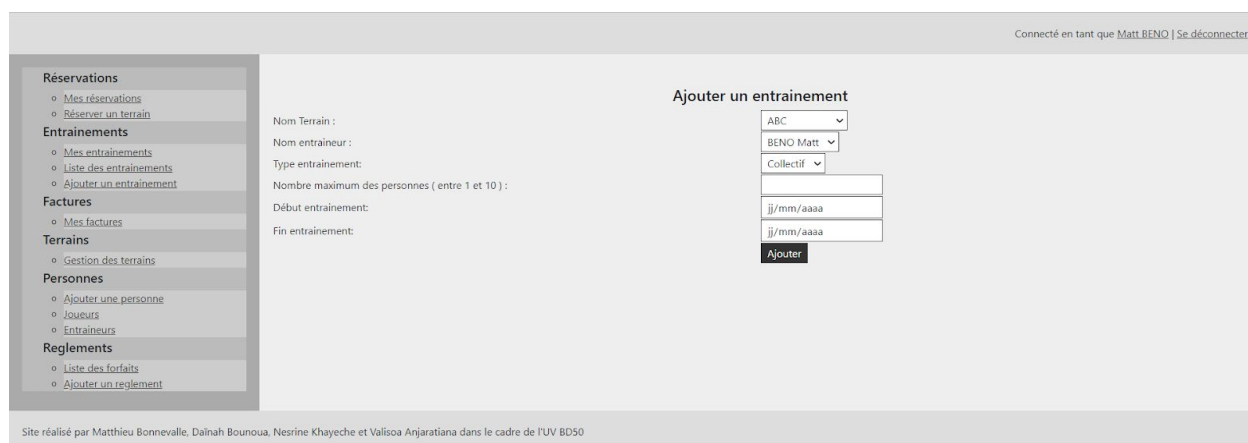 Connecté en tant que Matt BENO | Se déconnecter
Réservations
Mes réservations
Réserver un terrain
Entrainements
Mes entrainements
Liste des entrainements
Ajouter un entrainement
Factures
Mes factures
Terrains
Gestion des terrains
Personnes
Ajouter une personne
Joueurs
Entraineurs
Reglements
Liste des forfaits
Ajouter un reglement
Ajouter un entrainement
Nom Terrain : ABC
Nom entraineur : BENO Matt
Type entrainement: Collectif
Nombre maximum des personnes ( entre 1 et 10 ) :
Début entrainement: jj/mm/aaaa
Fin entrainement: jj/mm/aaaa
Ajouter
Site réalisé par Matthieu Bonnevalle, Daïnah Bounoua, Nesrine Khayeche et Valisoa Anjaratiana dans le cadre de l'UV BD50